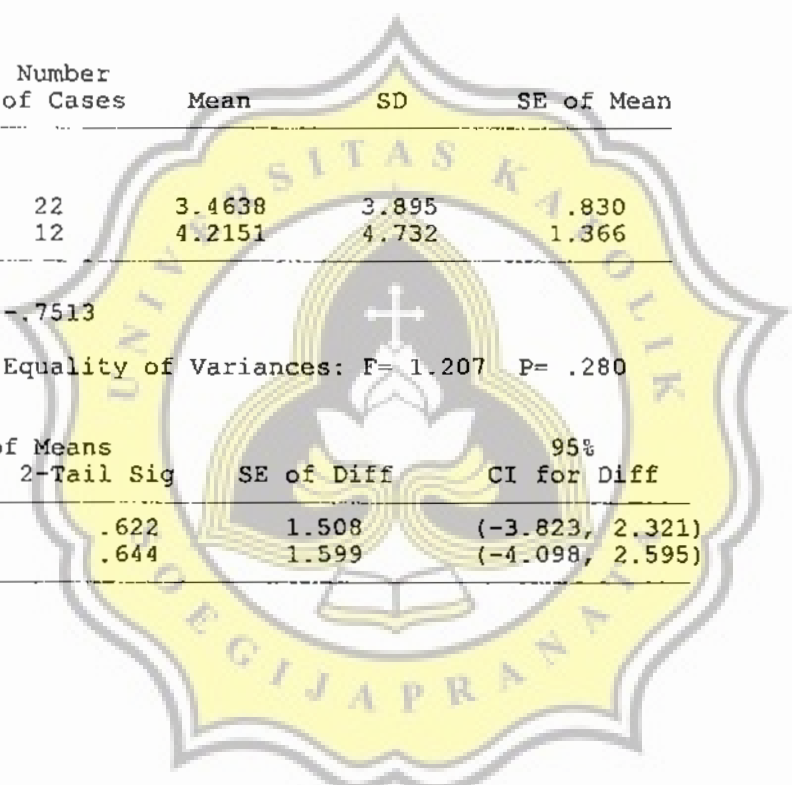 Number
of Cases Mean SD SE of Mean
22 3.4638 3.895 .830
12 4.2151 4.732 1.366
-.7513
Equality of Variances: F= 1.207 P= .280
of Means 95%
2-Tail Sig SE of Diff CI for Diff
.622 1.508 (-3.823, 2.321)
.644 1.599 (-4.098, 2.595)
UNIVERSITAS KATOLIK
SOEGIJAPRANATA